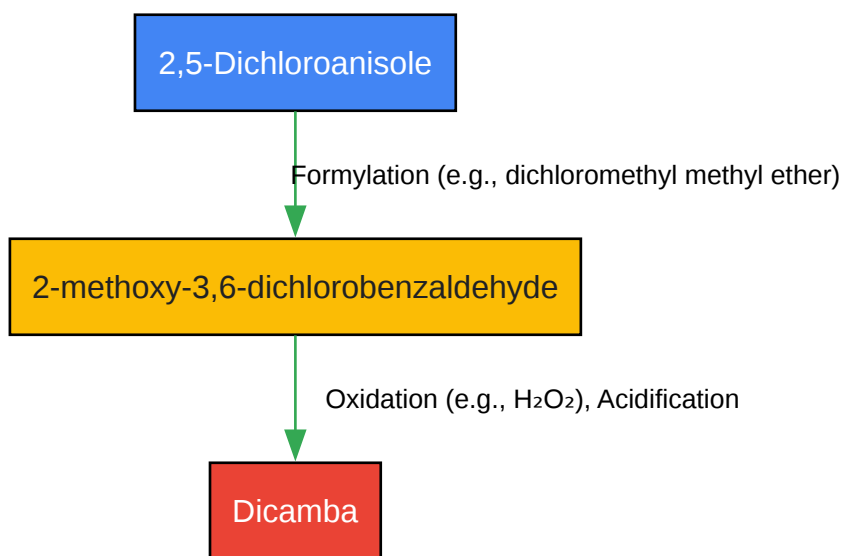 2,5-Dichloroanisole
Formylation (e.g., dichloromethyl methyl ether)
2-methoxy-3,6-dichlorobenzaldehyde
Oxidation (e.g., H₂O₂), Acidification
Dicamba